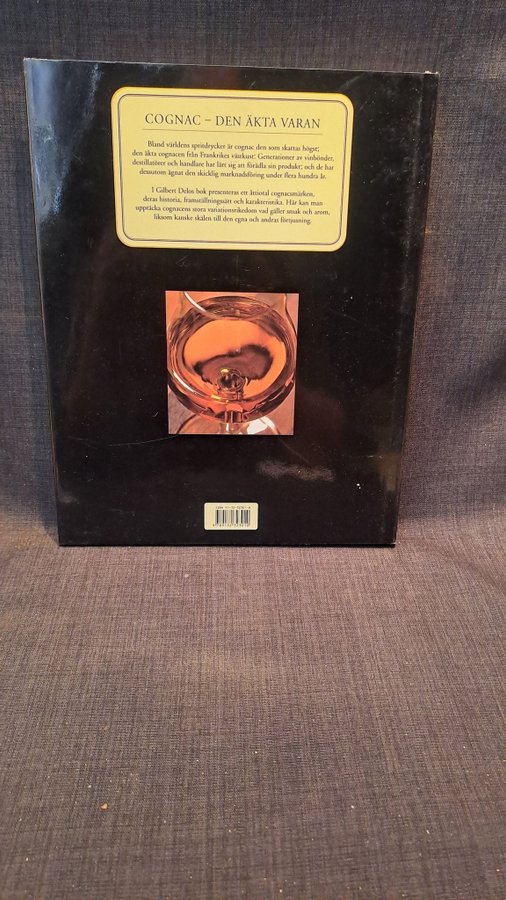 COGNAC – DEN ÄKTA VARAN
Bland världens spritdrycker är cognac den som skattas högst;
den äkta cognacen från Frankrikes västkust. Generationer av vinbönder,
destillatörer och handlare har lärt sig att förädla sin produkt; och de har
dessutom ägnat den skicklig marknadsföring under flera hundra år.
I Gilbert Delos bok presenteras ett åttiotal cognacsmärken,
deras historia, framställningssätt och karakteristika. Här kan man
upptäcka cognacens stora variationsrikedom vad gäller smak och arom,
liksom kanske skälen till den egna och andras förtjusning.
ISBN